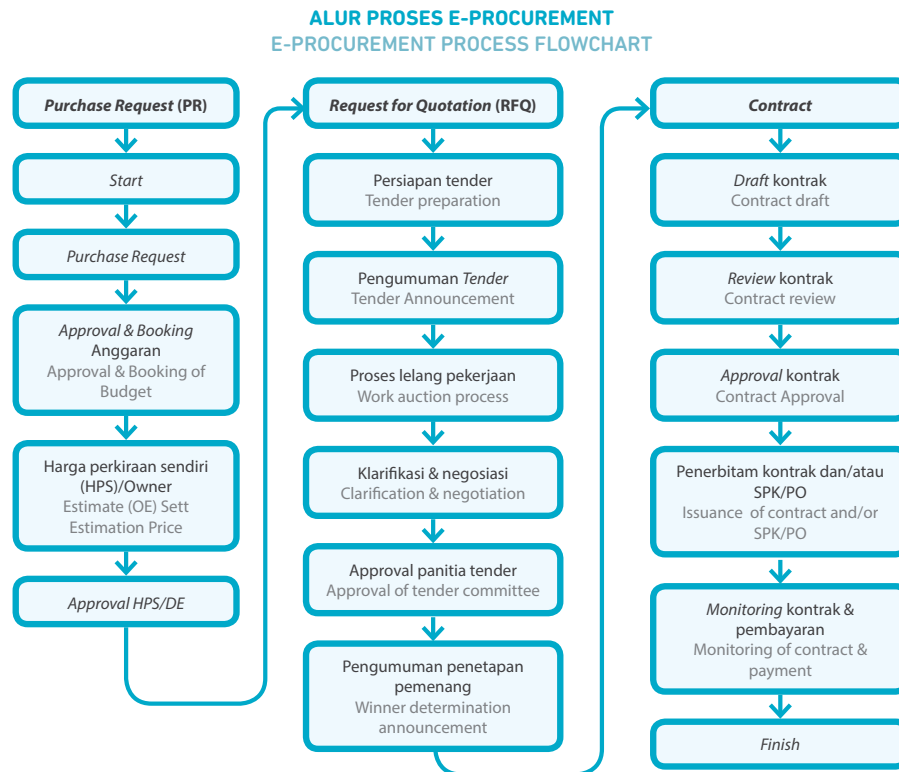 ALUR PROSES E-PROCUREMENT
E-PROCUREMENT PROCESS FLOWCHART
Purchase Request (PR)
Start
Purchase Request
Approval & Booking
Anggaran
Approval & Booking of
Budget
Harga perkiraan sendiri
(HPS)/Owner
Estimate (OE) Sett
Estimation Price
Approval HPS/DE
Request for Quotation (RFQ)
Persiapan tender
Tender preparation
Pengumuman Tender
Tender Announcement
Proses lelang pekerjaan
Work auction process
Klarifikasi & negosiasi
Clarification & negotiation
Approval panitia tender
Approval of tender committee
Pengumuman penetapan
pemenang
Winner determination
announcement
Contract
Draft kontrak
Contract draft
Review kontrak
Contract review
Approval kontrak
Contract Approval
Penerbitam kontrak dan/atau
SPK/PO
Issuance of contract and/or
SPK/PO
Monitoring kontrak &
pembayaran
Monitoring of contract &
payment
Finish